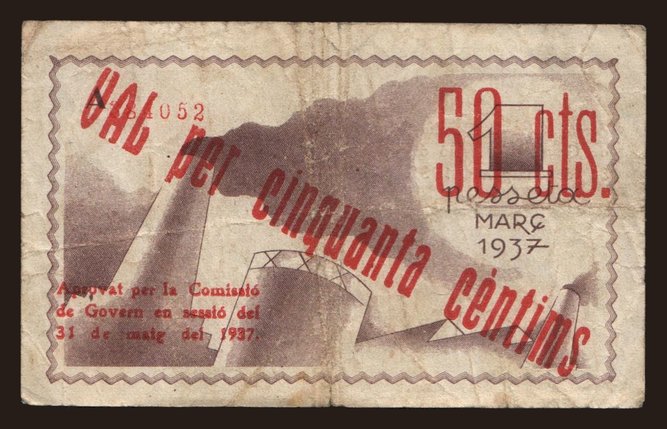 VAL per cinquanta cèntims
50 cts.
1
pesseta
MARÇ
1937
Aprovat per la Comissió
de Govern en sessió del
31 de maig del 1937.